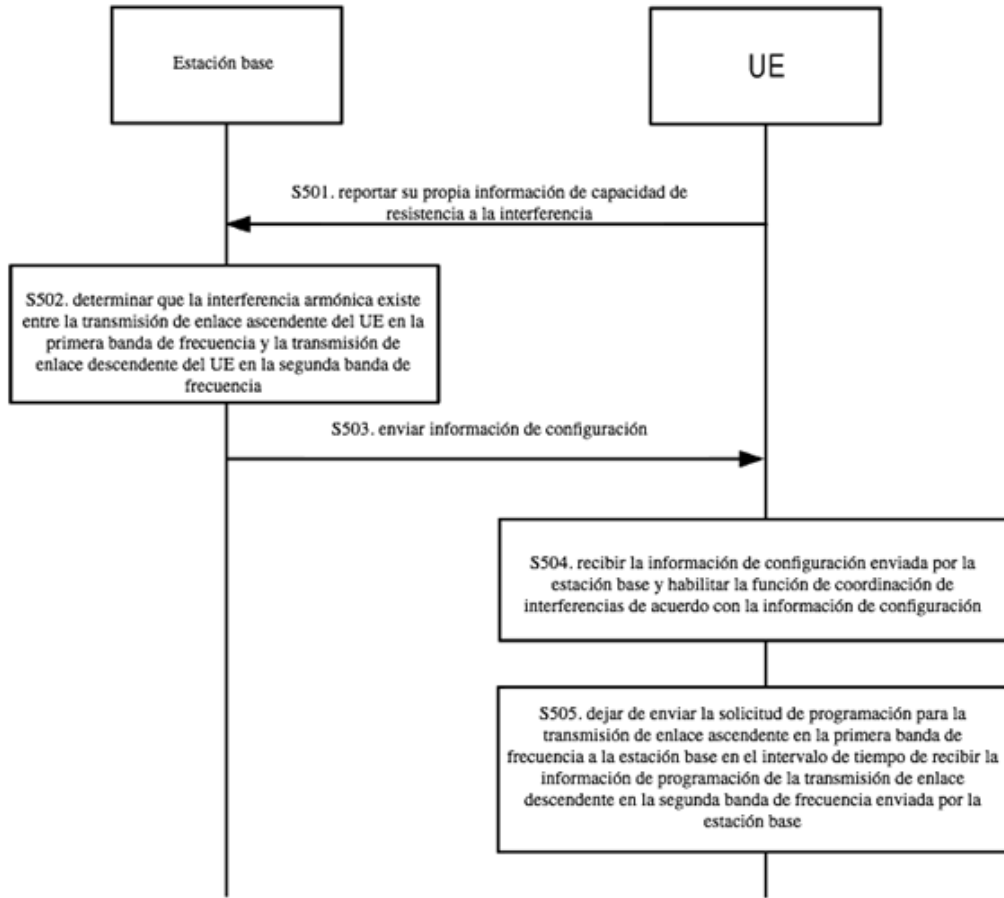 Estación base
UE
S501. reportar su propia información de capacidad de
resistencia a la interferencia
S502. determinar que la interferencia armónica existe
entre la transmisión de enlace ascendente del UE en la
primera banda de frecuencia y la transmisión de
enlace descendente del UE en la segunda banda de
frecuencia
S503. enviar información de configuración
S504. recibir la información de configuración enviada por la
estación base y habilitar la función de coordinación de
interferencias de acuerdo con la información de configuración
S505. dejar de enviar la solicitud de programación para la
transmisión de enlace ascendente en la primera banda de
frecuencia a la estación base en el intervalo de tiempo de recibir la
información de programación de la transmisión de enlace
descendente en la segunda banda de frecuencia enviada por la
estación base